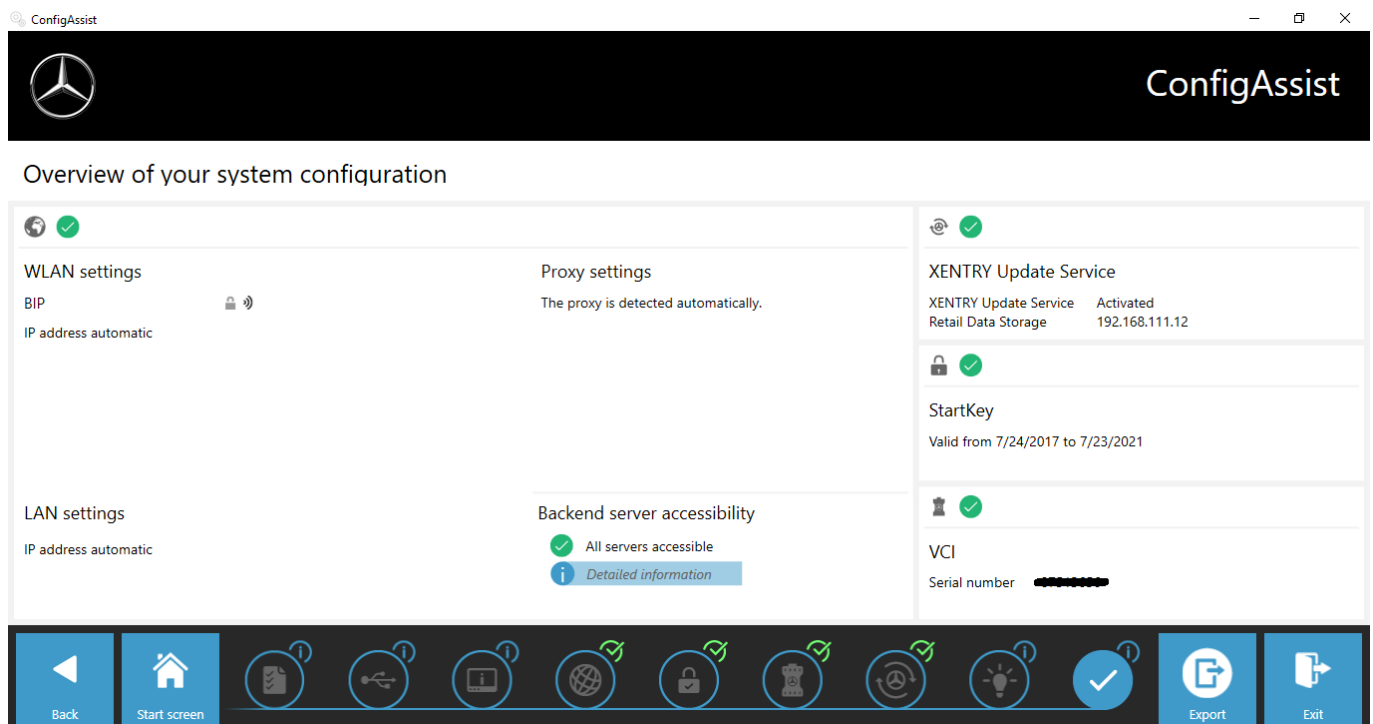 ConfigAssist
ConfigAssist
Overview of your system configuration
WLAN settings
BIP
IP address automatic
Proxy settings
The proxy is detected automatically.
LAN settings
IP address automatic
Backend server accessibility
All servers accessible
Detailed information
XENTRY Update Service
XENTRY Update Service Activated
Retail Data Storage 192.168.111.12
StartKey
Valid from 7/24/2017 to 7/23/2021
VCI
Serial number
Back
Start screen
Export
Exit